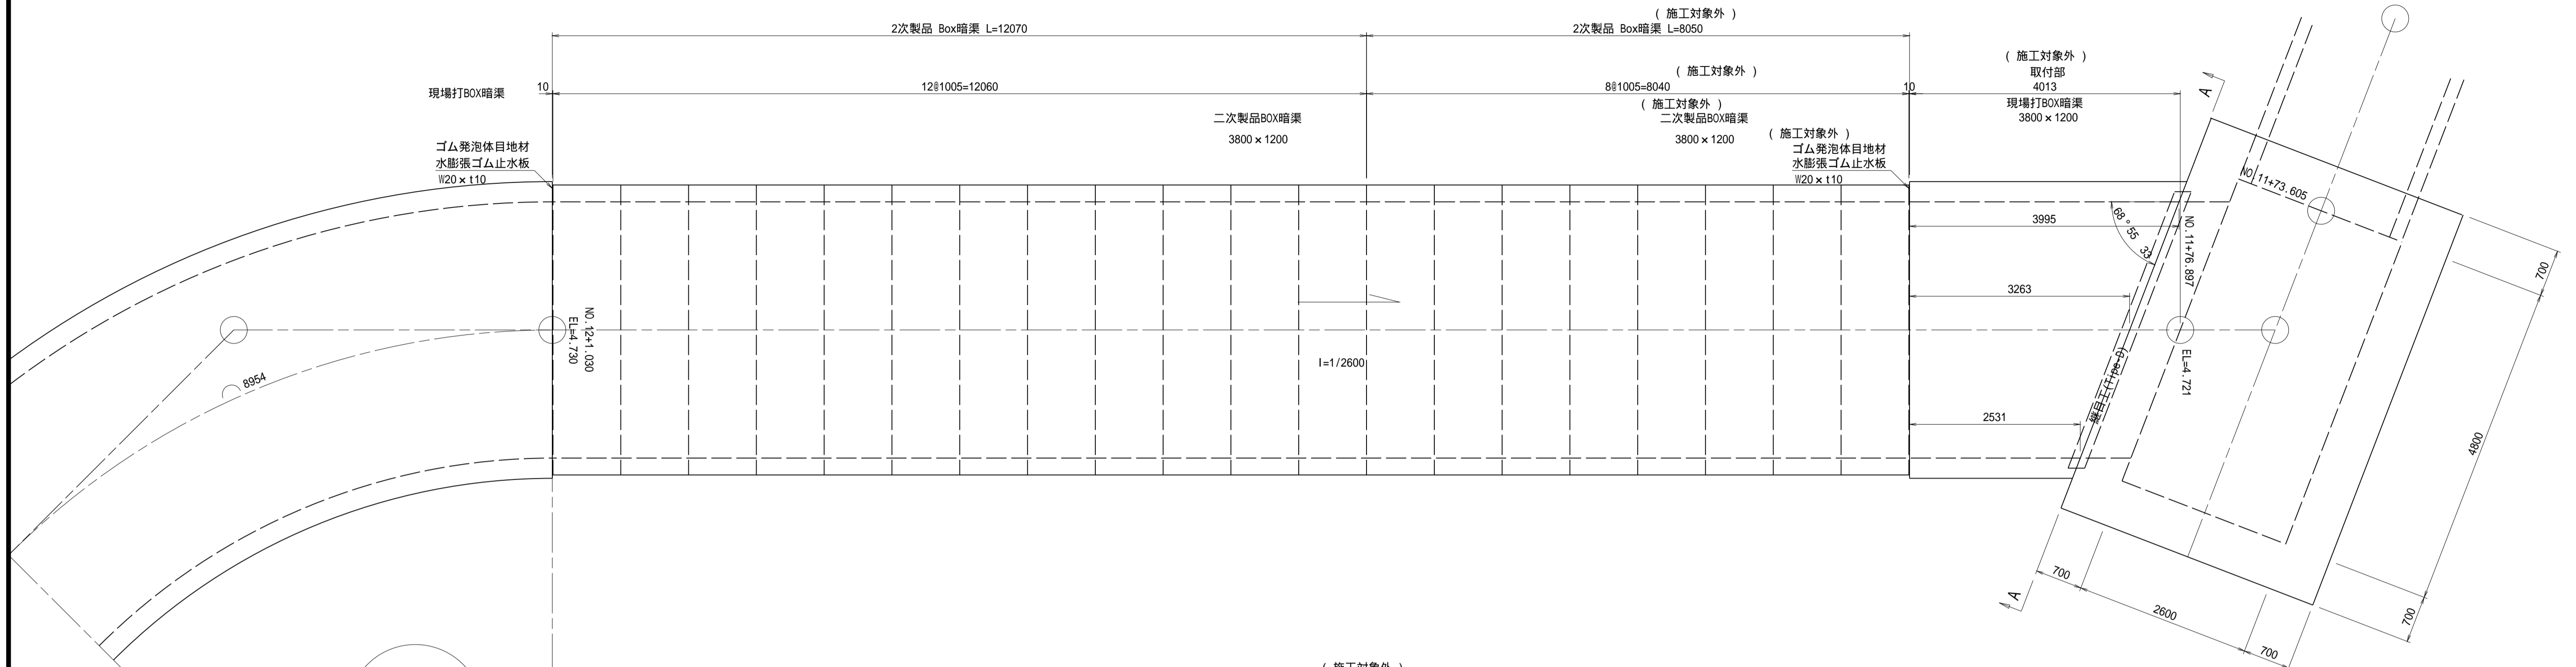 ( 施工対象外 )
2次製品 Box暗渠 L=12070
2次製品 Box暗渠 L=8050
( 施工対象外 )
取付部
( 施工対象外 )
現場打BOX暗渠
10
12@1005=12060
8@1005=8040
10
4013
( 施工対象外 )
現場打BOX暗渠
3800×1200
二次製品BOX暗渠
3800×1200
二次製品BOX暗渠
3800×1200
( 施工対象外 )
ゴム発泡体目地材
水膨張ゴム止水板
W20×t10
ゴム発泡体目地材
水膨張ゴム止水板
W20×t10
A
NO.11+73.605
3995
68°55 33
NO.11+76.897
700
3263
NO.12+1.030
EL=4.730
I=1/2600
EL=4.721
8954
継目工(Tipe-D)
2531
4800
A
700
2600
700
700
( 施工対象外 )